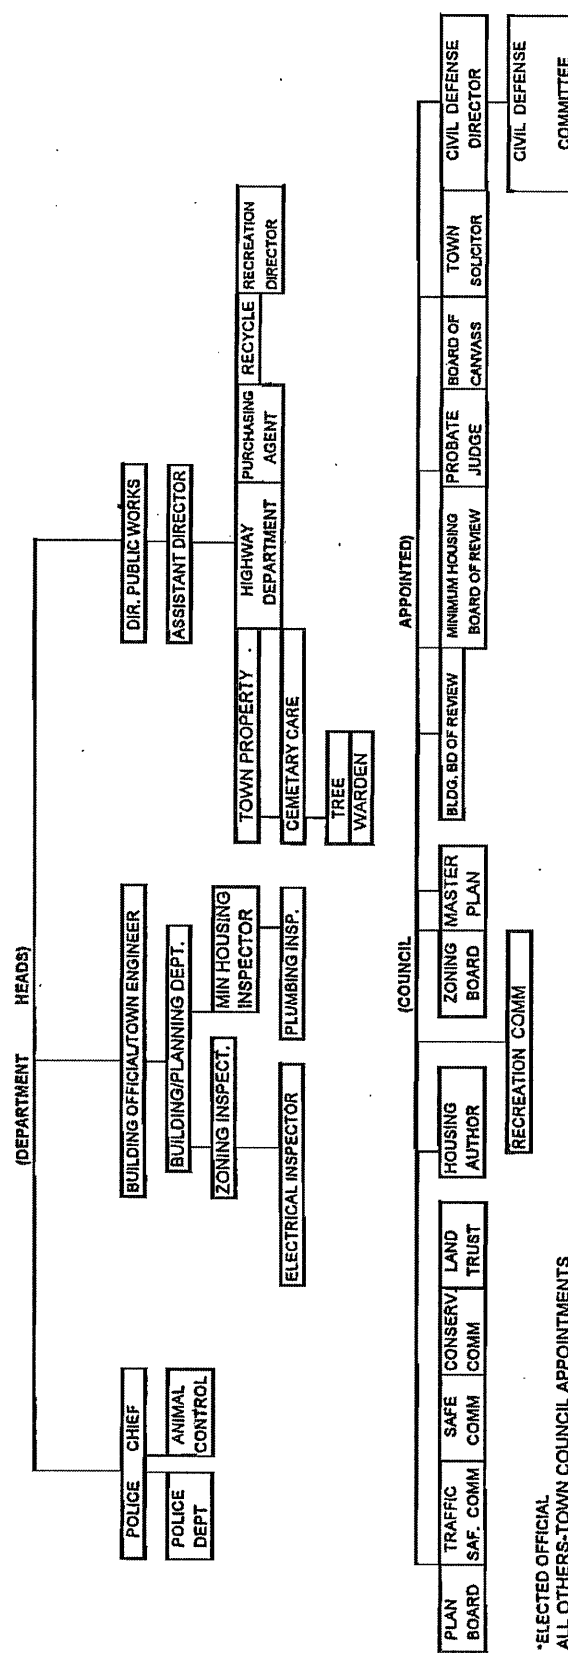 (DEPARTMENT HEADS)
POLICE CHIEF
BUILDING OFFICIAL/TOWN ENGINEER
DIR. PUBLIC WORKS
POLICE
DEPT
ANIMAL
CONTROL
BUILDING/PLANNING DEPT.
ASSISTANT DIRECTOR
ZONING INSPECT.
MIN HOUSING
INSPECTOR
TOWN PROPERTY
HIGHWAY
DEPARTMENT
PURCHASING
AGENT
RECYCLE
RECREATION
DIRECTOR
ELECTRICAL INSPECTOR
PLUMBING INSP.
CEMETARY CARE
TREE
WARDEN
(COUNCIL APPOINTED)
PLAN
BOARD
TRAFFIC
SAF. COMM
SAFE
COMM
CONSERV.
COMM
LAND
TRUST
HOUSING
AUTHOR
ZONING
BOARD
MASTER
PLAN
BLDG. BD OF REVIEW
MINIMUM HOUSING
BOARD OF REVIEW
PROBATE
JUDGE
BOARD OF
CANVASS
TOWN
SOLICITOR
CIVIL DEFENSE
DIRECTOR
RECREATION COMM
CIVIL DEFENSE
COMMITTEE
*ELECTED OFFICIAL
ALL OTHERS-TOWN COUNCIL APPOINTMENTS